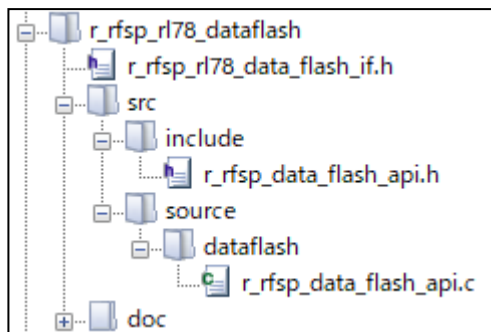 r_rfsp_rl78_dataflash
r_rfsp_rl78_data_flash_if.h
src
include
r_rfsp_data_flash_api.h
source
dataflash
r_rfsp_data_flash_api.c
doc